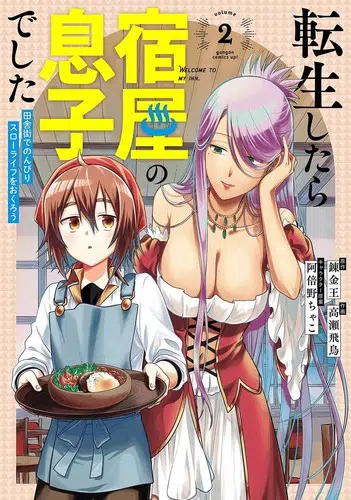 転生したら
宿屋の
息子
でした
田舎街でのんびり
スローライフをおくろう
volume
2
gangan
comics up!
WELCOME TO
MY INN.
原作
錬金王
作画
高瀬飛鳥
キャラクター原案
阿倍野ちゃこ